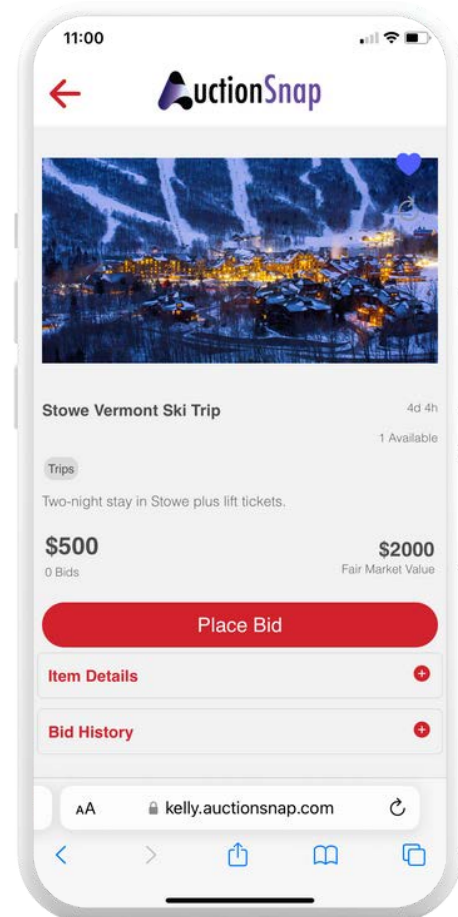 11:00
AuctionSnap
Stowe Vermont Ski Trip
4d 4h
1 Available
Trips
Two-night stay in Stowe plus lift tickets.
$500
$2000
0 Bids
Fair Market Value
Place Bid
Item Details
Bid History
AA
kelly.auctionsnap.com